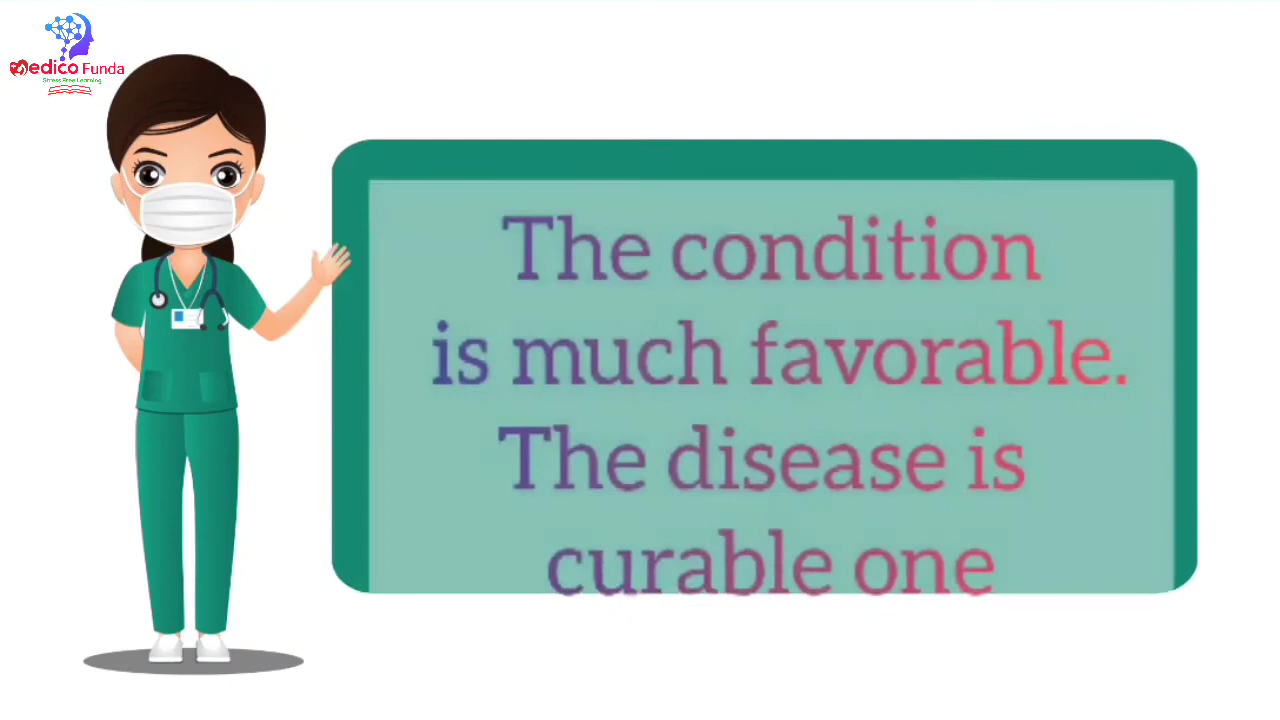 Medico Funda
Stress Free Learning
The condition
is much favorable.
The disease is
curable one